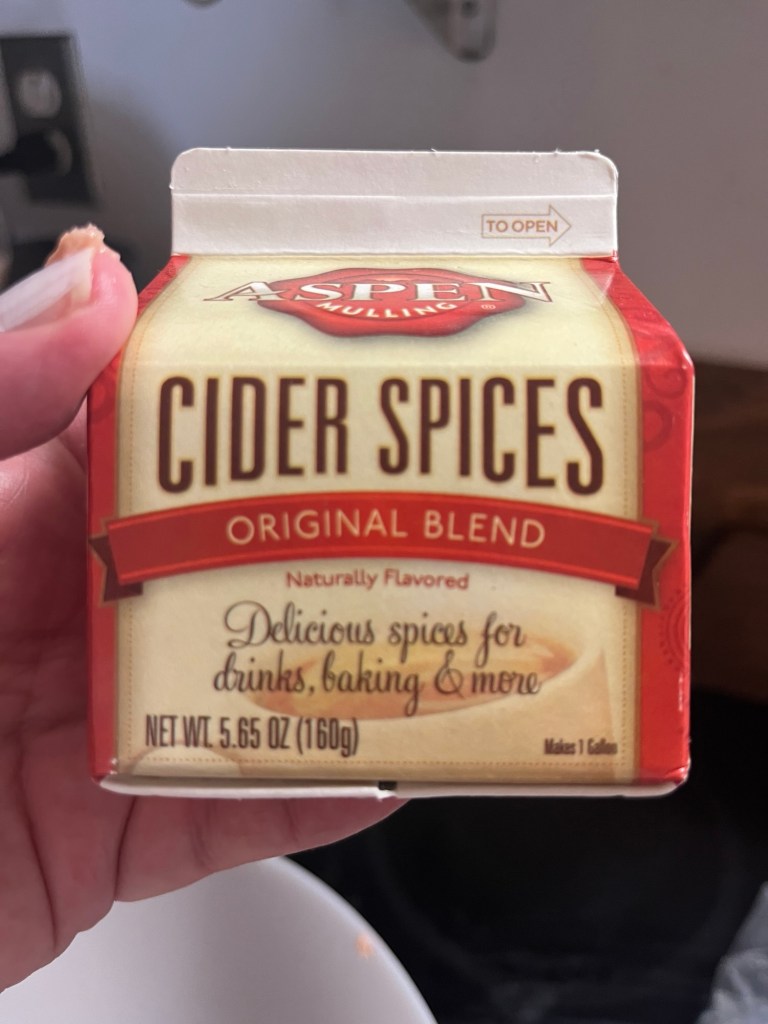 TO OPEN
ASPEN
MULLING ®
CIDER SPICES
ORIGINAL BLEND
Naturally Flavored
Delicious spices for
drinks, baking & more
NET WT. 5.65 OZ (160g)
Makes 1 Gallon